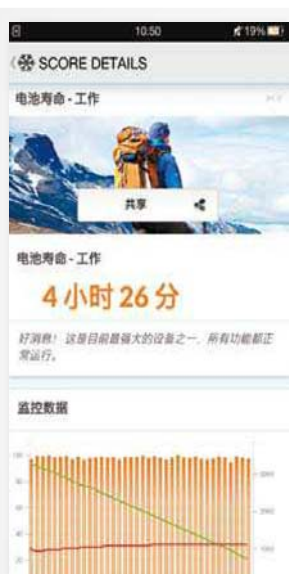 10:50 19%
SCORE DETAILS
电池寿命 - 工作
共享
电池寿命 - 工作
4 小时 26 分
好消息！ 这是目前最强大的设备之一，所有功能都正
常运行。
监控数据